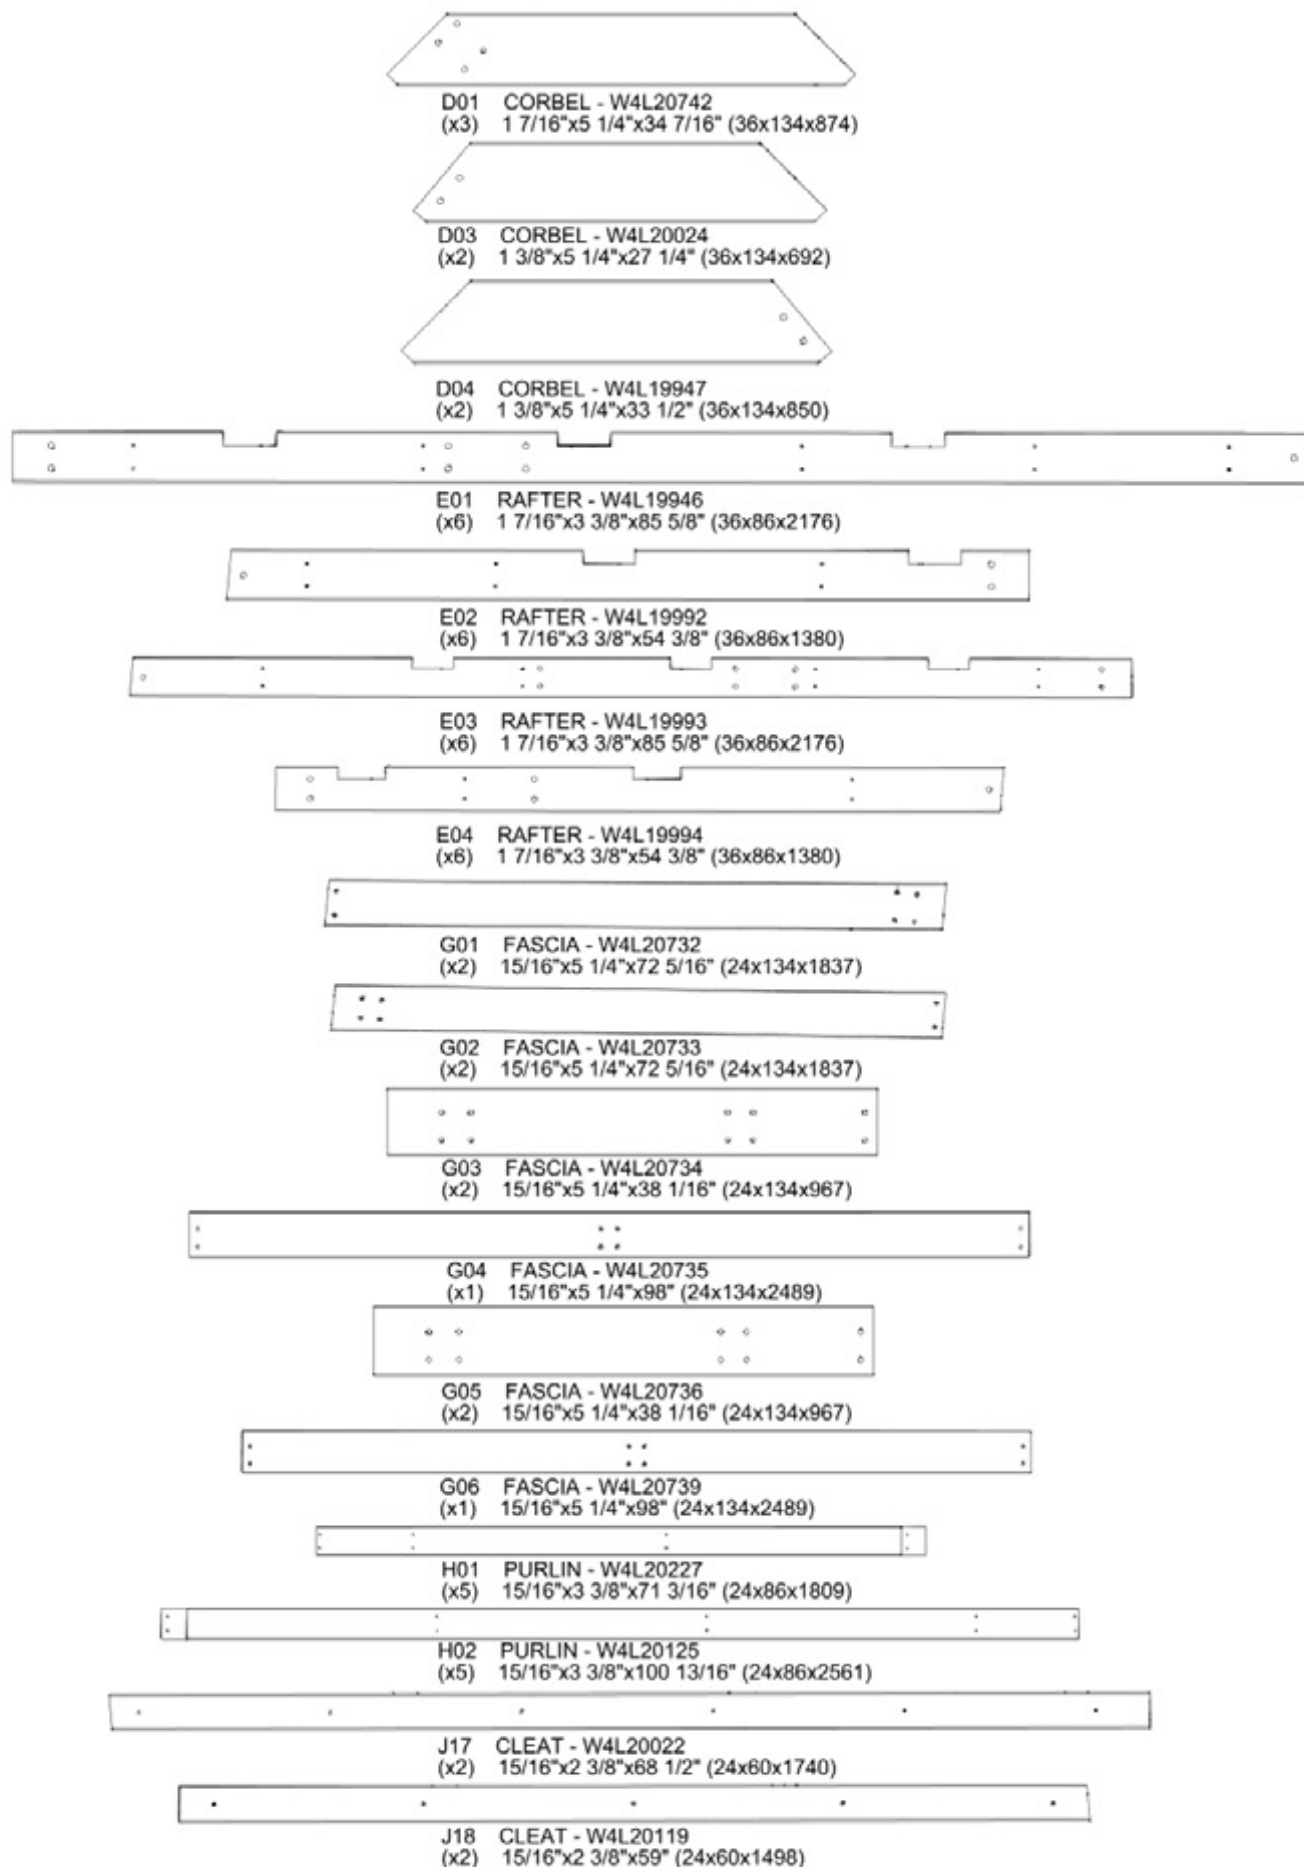 D01 CORBEL - W4L20742
(x3) 1 7/16"x5 1/4"x34 7/16" (36x134x874)
D03 CORBEL - W4L20024
(x2) 1 3/8"x5 1/4"x27 1/4" (36x134x692)
D04 CORBEL - W4L19947
(x2) 1 3/8"x5 1/4"x33 1/2" (36x134x850)
E01 RAFTER - W4L19946
(x6) 1 7/16"x3 3/8"x85 5/8" (36x86x2176)
E02 RAFTER - W4L19992
(x6) 1 7/16"x3 3/8"x54 3/8" (36x86x1380)
E03 RAFTER - W4L19993
(x6) 1 7/16"x3 3/8"x85 5/8" (36x86x2176)
E04 RAFTER - W4L19994
(x6) 1 7/16"x3 3/8"x54 3/8" (36x86x1380)
G01 FASCIA - W4L20732
(x2) 15/16"x5 1/4"x72 5/16" (24x134x1837)
G02 FASCIA - W4L20733
(x2) 15/16"x5 1/4"x72 5/16" (24x134x1837)
G03 FASCIA - W4L20734
(x2) 15/16"x5 1/4"x38 1/16" (24x134x967)
G04 FASCIA - W4L20735
(x1) 15/16"x5 1/4"x98" (24x134x2489)
G05 FASCIA - W4L20736
(x2) 15/16"x5 1/4"x38 1/16" (24x134x967)
G06 FASCIA - W4L20739
(x1) 15/16"x5 1/4"x98" (24x134x2489)
H01 PURLIN - W4L20227
(x5) 15/16"x3 3/8"x71 3/16" (24x86x1809)
H02 PURLIN - W4L20125
(x5) 15/16"x3 3/8"x100 13/16" (24x86x2561)
J17 CLEAT - W4L20022
(x2) 15/16"x2 3/8"x68 1/2" (24x60x1740)
J18 CLEAT - W4L20119
(x2) 15/16"x2 3/8"x59" (24x60x1498)